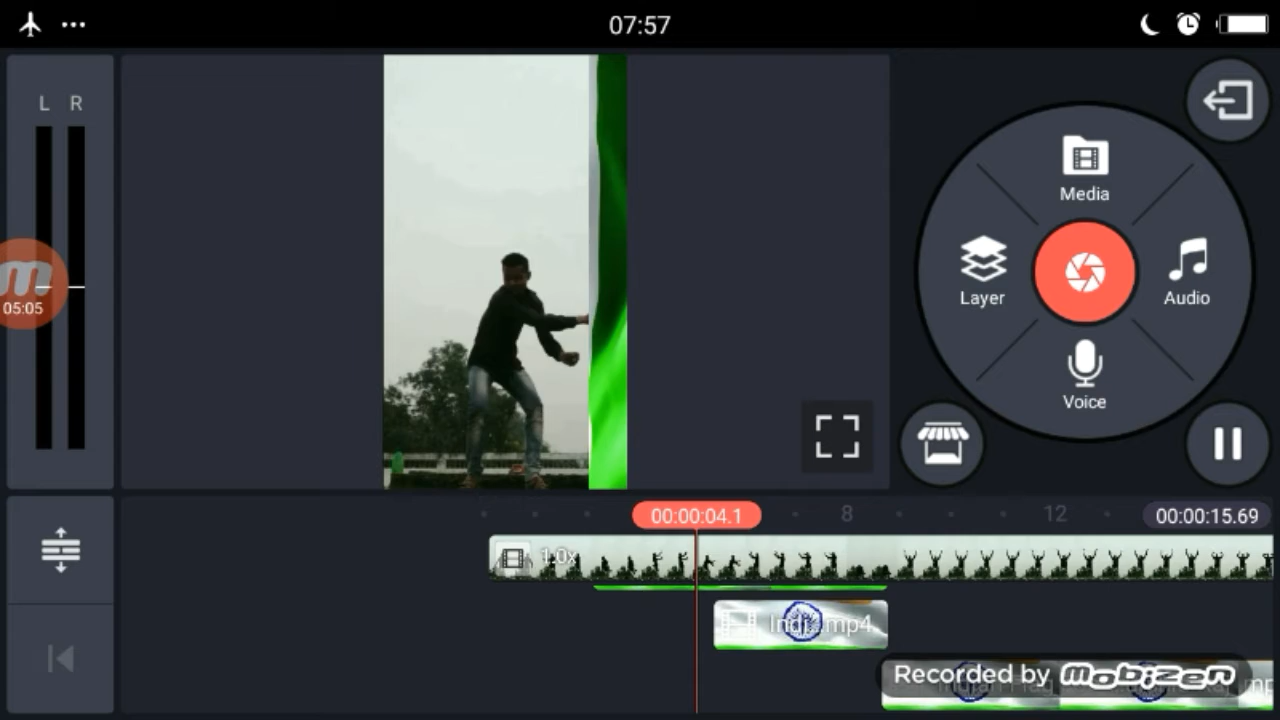 07:57
L R
Media
Layer
Audio
05:05
Voice
00:00:04.1
8
12
00:00:15.69
1.0x
Indi...mp4
Recorded by mobizen